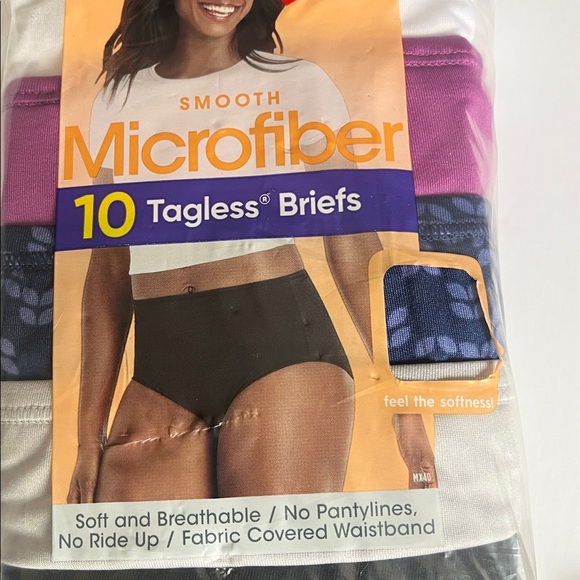 SMOOTH
Microfiber
10 Tagless® Briefs
feel the softness!
MX40
Soft and Breathable / No Pantylines,
No Ride Up / Fabric Covered Waistband